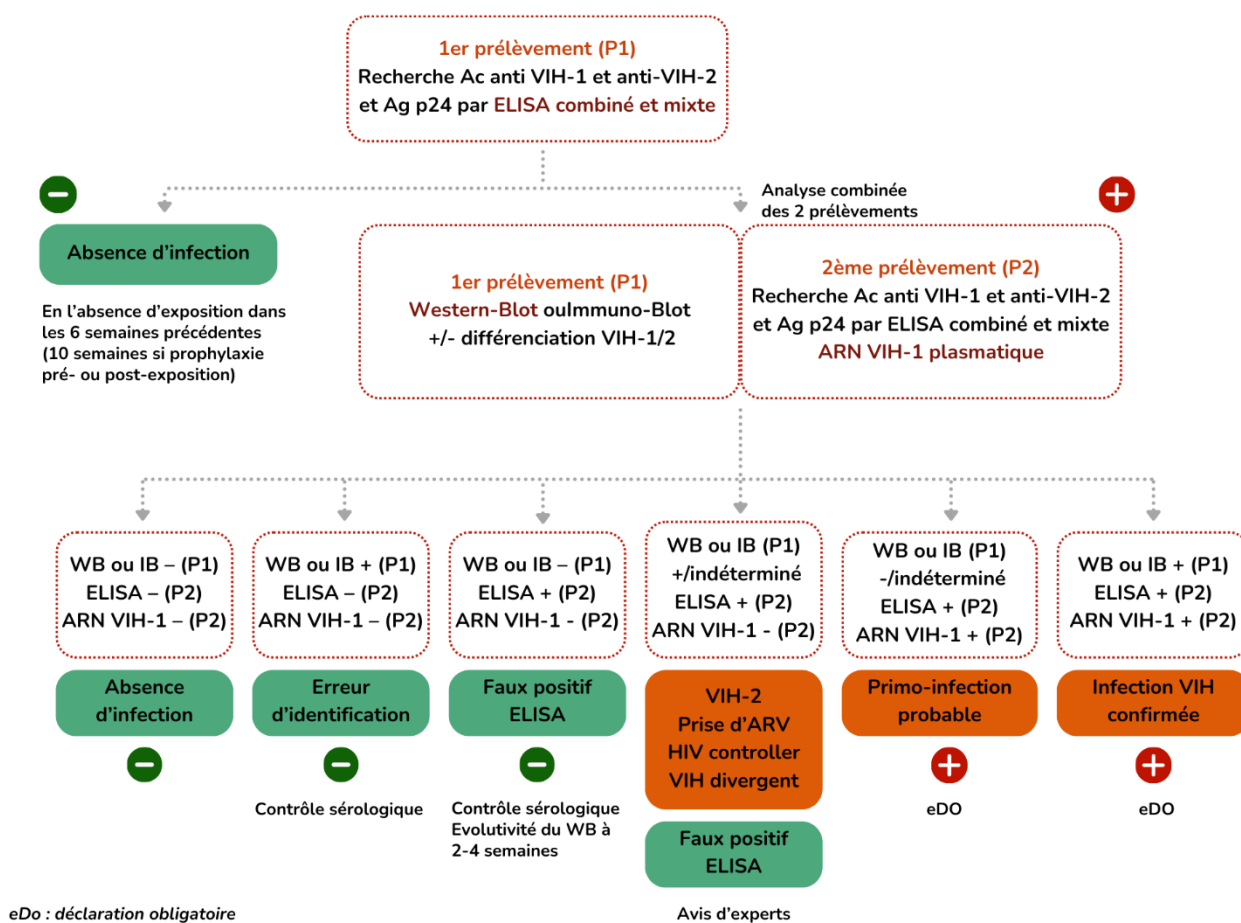 1er prélèvement (P1)
Recherche Ac anti VIH-1 et anti-VIH-2
et Ag p24 par ELISA combiné et mixte
Absence d'infection
En l'absence d'exposition dans
les 6 semaines précédentes
(10 semaines si prophylaxie
pré- ou post-exposition)
Analyse combinée
des 2 prélèvements
1er prélèvement (P1)
Western-Blot ouImmuno-Blot
+/- différenciation VIH-1/2
2ème prélèvement (P2)
Recherche Ac anti VIH-1 et anti-VIH-2
et Ag p24 par ELISA combiné et mixte
ARN VIH-1 plasmatique
WB ou IB – (P1)
ELISA – (P2)
ARN VIH-1 – (P2)
Absence
d'infection
WB ou IB + (P1)
ELISA – (P2)
ARN VIH-1 – (P2)
Erreur
d'identification
Contrôle sérologique
WB ou IB – (P1)
ELISA + (P2)
ARN VIH-1 - (P2)
Faux positif
ELISA
Contrôle sérologique
Evolutivité du WB à
2-4 semaines
WB ou IB (P1)
+/indéterminé
ELISA + (P2)
ARN VIH-1 - (P2)
VIH-2
Prise d'ARV
HIV controller
VIH divergent
Faux positif
ELISA
Avis d'experts
WB ou IB (P1)
-/indéterminé
ELISA + (P2)
ARN VIH-1 + (P2)
Primo-infection
probable
eDO
WB ou IB + (P1)
ELISA + (P2)
ARN VIH-1 + (P2)
Infection VIH
confirmée
eDO
eDo : déclaration obligatoire